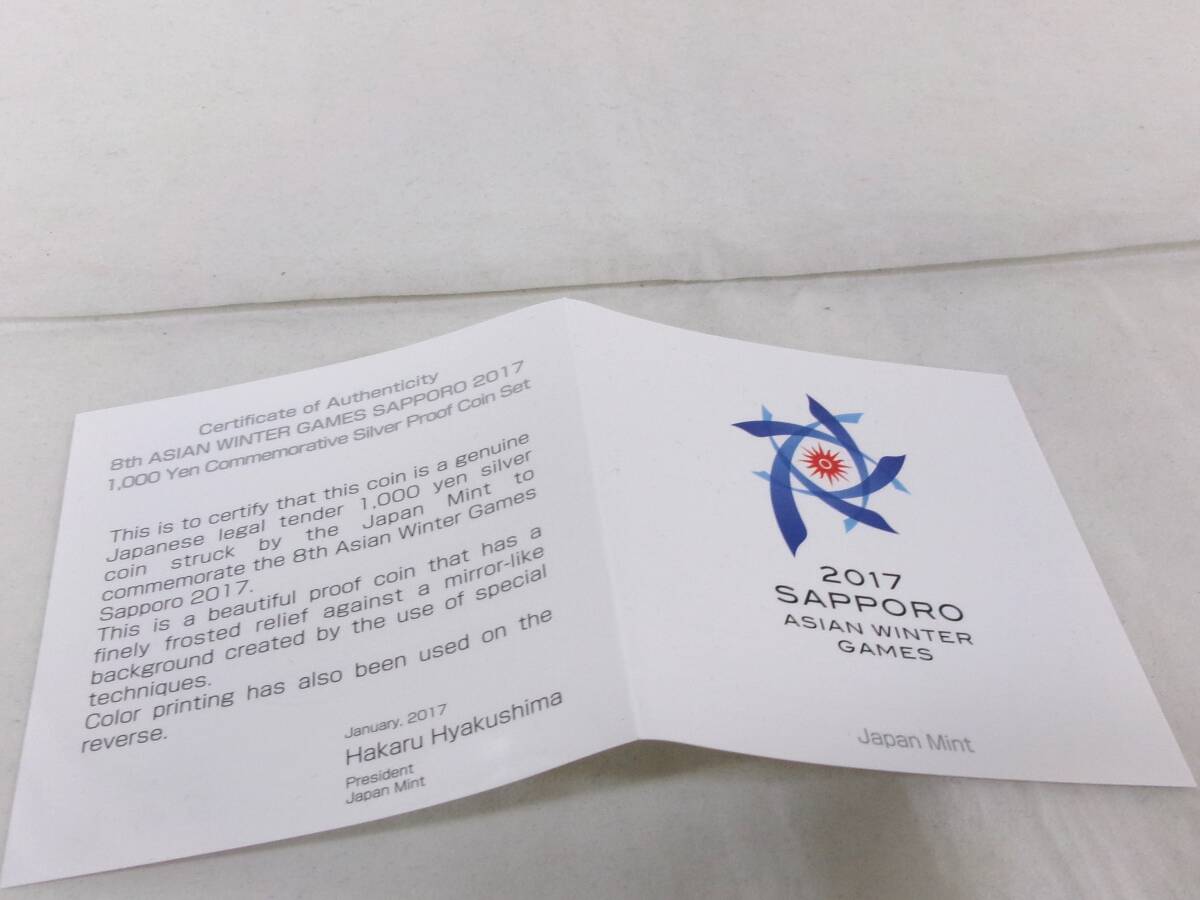 Certificate of Authenticity
8th ASIAN WINTER GAMES SAPPORO 2017
1,000 Yen Commemorative Silver Proof Coin Set
This is to certify that this coin is a genuine
Japanese legal tender 1,000 yen silver
coin struck by the Japan Mint to
commemorate the 8th Asian Winter Games
Sapporo 2017.
This is a beautiful proof coin that has a
finely frosted relief against a mirror-like
background created by the use of special
techniques.
Color printing has also been used on the
reverse.
January, 2017
Hakaru Hyakushima
President
Japan Mint
2017
SAPPORO
ASIAN WINTER
GAMES
Japan Mint